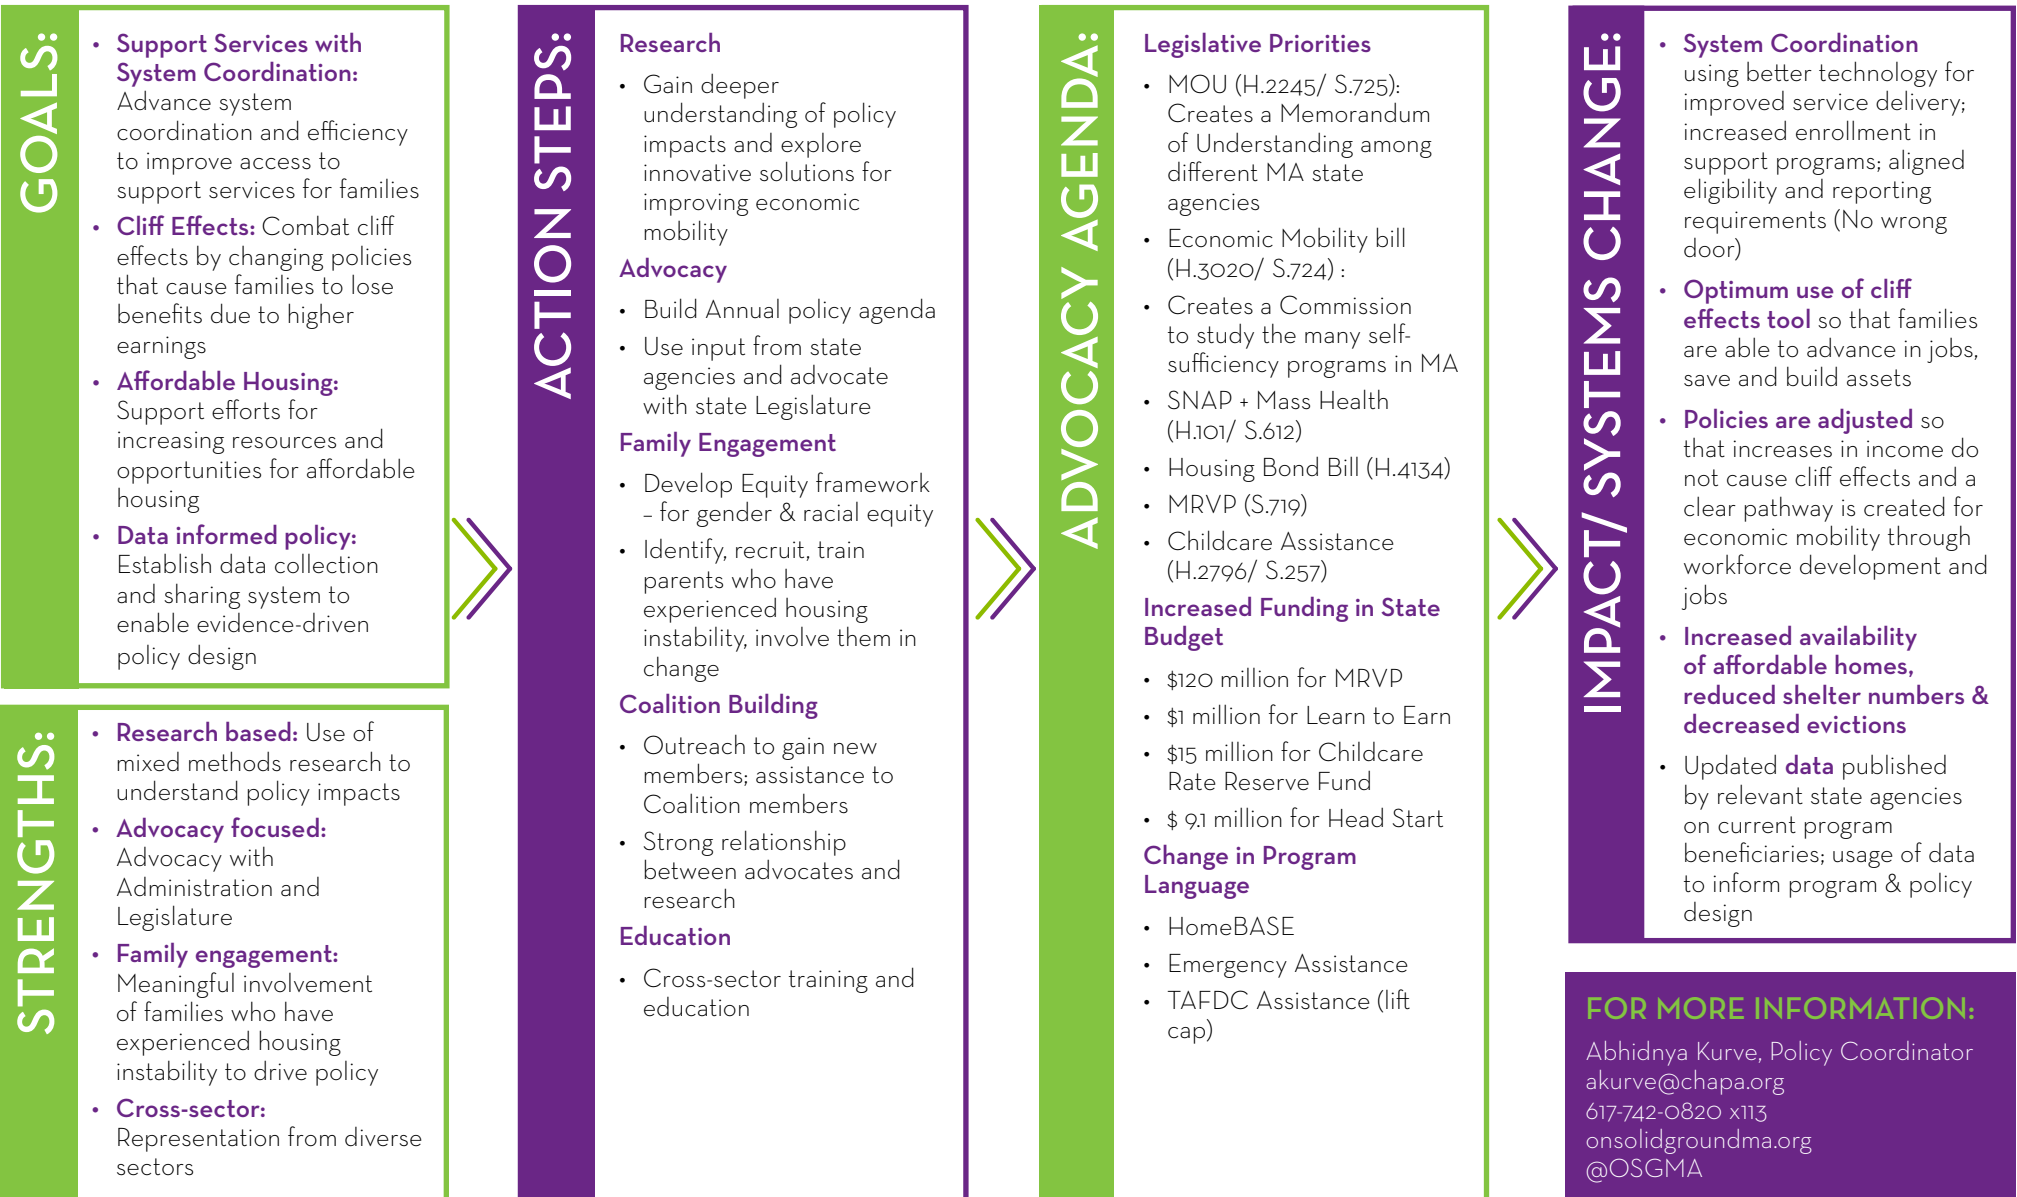 GOALS:
• Support Services with
System Coordination:
Advance system
coordination and efficiency
to improve access to
support services for families
• Cliff Effects: Combat cliff
effects by changing policies
that cause families to lose
benefits due to higher
earnings
• Affordable Housing:
Support efforts for
increasing resources and
opportunities for affordable
housing
• Data informed policy:
Establish data collection
and sharing system to
enable evidence-driven
policy design
STRENGTHS:
• Research based: Use of
mixed methods research to
understand policy impacts
• Advocacy focused:
Advocacy with
Administration and
Legislature
• Family engagement:
Meaningful involvement
of families who have
experienced housing
instability to drive policy
• Cross-sector:
Representation from diverse
sectors
ACTION STEPS:
Research
• Gain deeper
understanding of policy
impacts and explore
innovative solutions for
improving economic
mobility
Advocacy
• Build Annual policy agenda
• Use input from state
agencies and advocate
with state Legislature
Family Engagement
• Develop Equity framework
– for gender & racial equity
• Identify, recruit, train
parents who have
experienced housing
instability, involve them in
change
Coalition Building
• Outreach to gain new
members; assistance to
Coalition members
• Strong relationship
between advocates and
research
Education
• Cross-sector training and
education
ADVOCACY AGENDA:
Legislative Priorities
• MOU (H.2245/ S.725):
Creates a Memorandum
of Understanding among
different MA state
agencies
• Economic Mobility bill
(H.3020/ S.724) :
• Creates a Commission
to study the many self-
sufficiency programs in MA
• SNAP + Mass Health
(H.101/ S.612)
• Housing Bond Bill (H.4134)
• MRVP (S.719)
• Childcare Assistance
(H.2796/ S.257)
Increased Funding in State
Budget
• $120 million for MRVP
• $1 million for Learn to Earn
• $15 million for Childcare
Rate Reserve Fund
• $ 9.1 million for Head Start
Change in Program
Language
• HomeBASE
• Emergency Assistance
• TAFDC Assistance (lift
cap)
IMPACT/ SYSTEMS CHANGE:
• System Coordination
using better technology for
improved service delivery;
increased enrollment in
support programs; aligned
eligibility and reporting
requirements (No wrong
door)
• Optimum use of cliff
effects tool so that families
are able to advance in jobs,
save and build assets
• Policies are adjusted so
that increases in income do
not cause cliff effects and a
clear pathway is created for
economic mobility through
workforce development and
jobs
• Increased availability
of affordable homes,
reduced shelter numbers &
decreased evictions
• Updated data published
by relevant state agencies
on current program
beneficiaries; usage of data
to inform program & policy
design
FOR MORE INFORMATION:
Abhidnya Kurve, Policy Coordinator
akurve@chapa.org
617-742-0820 x113
onsolidgroundma.org
@OSGMA